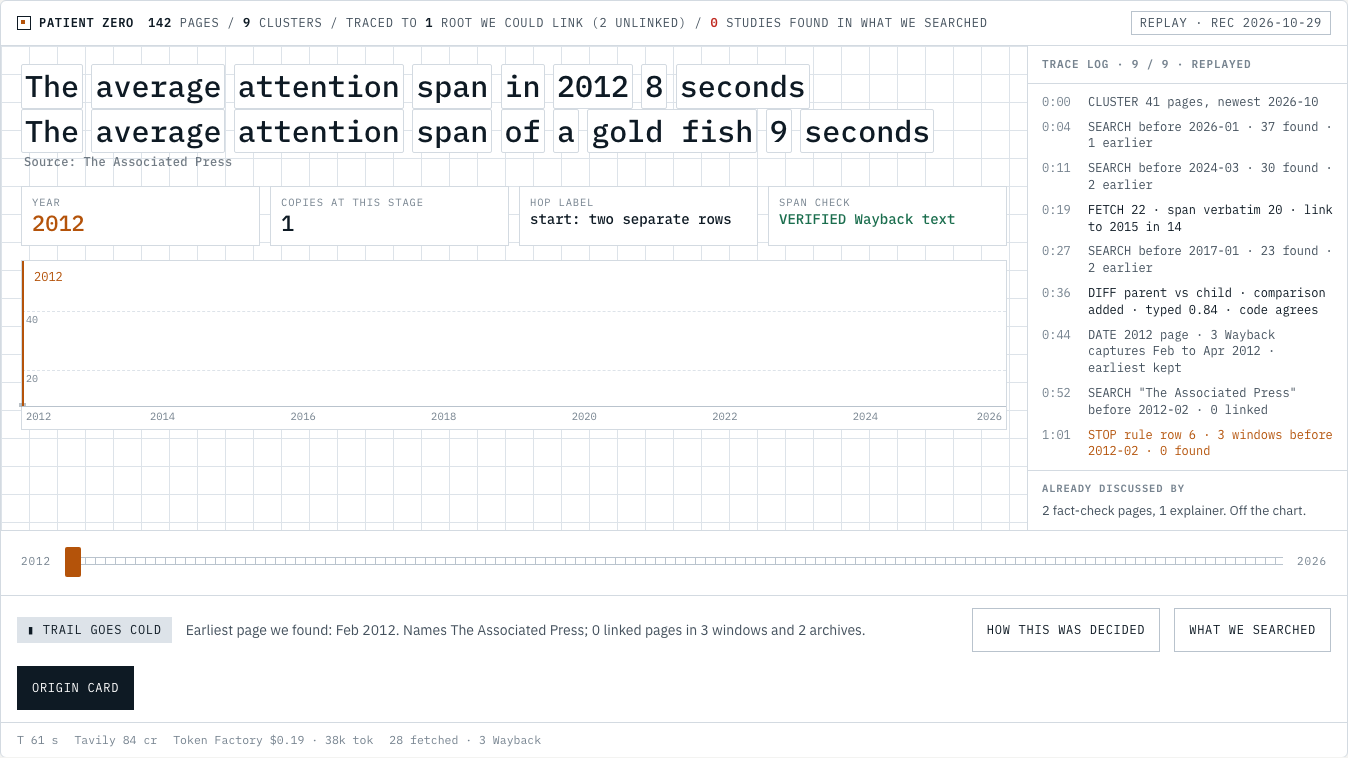 PATIENT ZERO 142 PAGES / 9 CLUSTERS / TRACED TO 1 ROOT WE COULD LINK (2 UNLINKED) / 0 STUDIES FOUND IN WHAT WE SEARCHED
REPLAY · REC 2026-10-29
The average attention span in 2012 8 seconds
The average attention span of a gold fish 9 seconds
Source: The Associated Press
YEAR
2012
COPIES AT THIS STAGE
1
HOP LABEL
start: two separate rows
SPAN CHECK
VERIFIED Wayback text
2012
40
20
2012 2014 2016 2018 2020 2022 2024 2026
TRACE LOG · 9 / 9 · REPLAYED
0:00 CLUSTER 41 pages, newest 2026-10
0:04 SEARCH before 2026-01 · 37 found ·
1 earlier
0:11 SEARCH before 2024-03 · 30 found ·
2 earlier
0:19 FETCH 22 · span verbatim 20 · link
to 2015 in 14
0:27 SEARCH before 2017-01 · 23 found ·
2 earlier
0:36 DIFF parent vs child · comparison
added · typed 0.84 · code agrees
0:44 DATE 2012 page · 3 Wayback
captures Feb to Apr 2012 ·
earliest kept
0:52 SEARCH "The Associated Press"
before 2012-02 · 0 linked
1:01 STOP rule row 6 · 3 windows before
2012-02 · 0 found
ALREADY DISCUSSED BY
2 fact-check pages, 1 explainer. Off the chart.
2012 2026
TRAIL GOES COLD
Earliest page we found: Feb 2012. Names The Associated Press; 0 linked pages in 3 windows and 2 archives.
HOW THIS WAS DECIDED
WHAT WE SEARCHED
ORIGIN CARD
T 61 s Tavily 84 cr Token Factory $0.19 · 38k tok 28 fetched · 3 Wayback